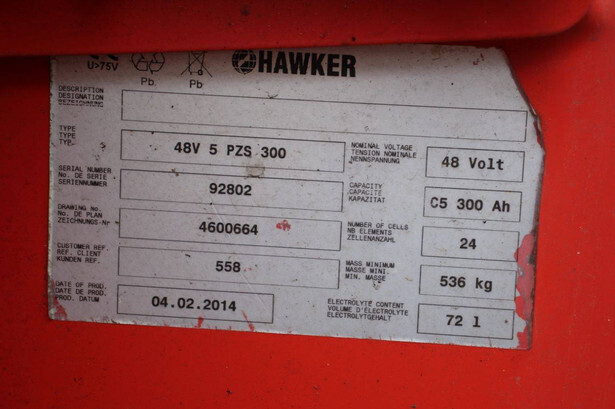 U>75V Pb. Pb HAWKER
DESCRIPTION
DESIGNATION
BEZEICHNUNG
TYPE
TYPE
TYP.
48V 5 PZS 300
NOMINAL VOLTAGE
TENSION NOMINALE
NENNSPANNUNG
48 Volt
SERIAL NUMBER
No. DE SERIE
SERIENNUMMER
92802
CAPACITY
CAPACITE
KAPAZITAT
C5 300 Ah
DRAWING No.
No. DE PLAN
ZEICHNUNGS-Nr
4600664
NUMBER OF CELLS
NB ELEMENTS
ZELLENANZAHL
24
CUSTOMER REF.
REF. CLIENT
KUNDEN REF.
558
MASS MINIMUM
MASSE MINI.
MIN. MASSE
536 kg
DATE OF PROD.
DATE DE PROD.
PROD. DATUM
04.02.2014
ELECTROLYTE CONTENT
VOLUME D'ELECTROLYTE
ELECTROLYTGEHALT
72 l